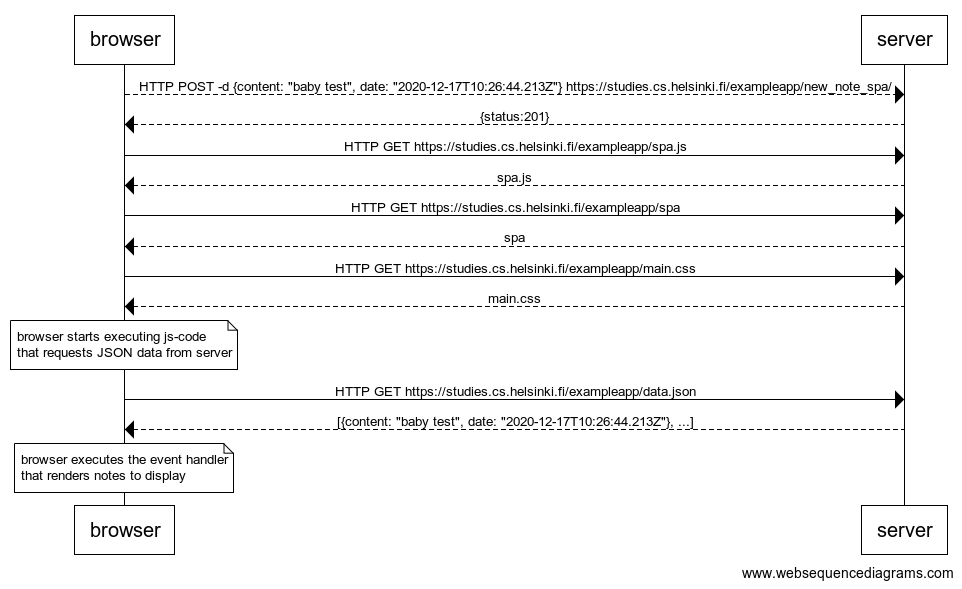 browser server
HTTP POST -d {content: "baby test", date: "2020-12-17T10:26:44.213Z"} https://studies.cs.helsinki.fi/exampleapp/new_note_spa/
{status:201}
HTTP GET https://studies.cs.helsinki.fi/exampleapp/spa.js
spa.js
HTTP GET https://studies.cs.helsinki.fi/exampleapp/spa
spa
HTTP GET https://studies.cs.helsinki.fi/exampleapp/main.css
main.css
browser starts executing js-code
that requests JSON data from server
HTTP GET https://studies.cs.helsinki.fi/exampleapp/data.json
[{content: "baby test", date: "2020-12-17T10:26:44.213Z"}, ...]
browser executes the event handler
that renders notes to display
browser server
www.websequencediagrams.com